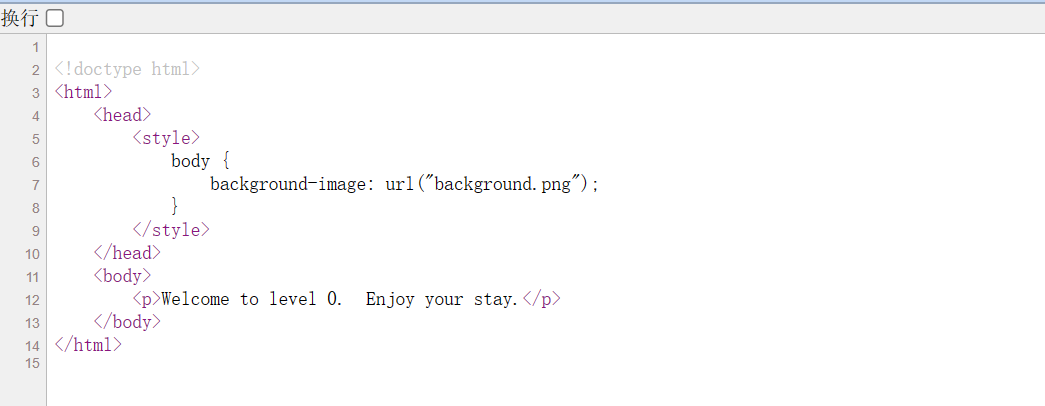 换行
1
2 <!doctype html>
3 <html>
4     <head>
5         <style>
6             body {
7                 background-image: url("background.png");
8             }
9         </style>
10     </head>
11     <body>
12         <p>Welcome to level 0.  Enjoy your stay.</p>
13     </body>
14 </html>
15